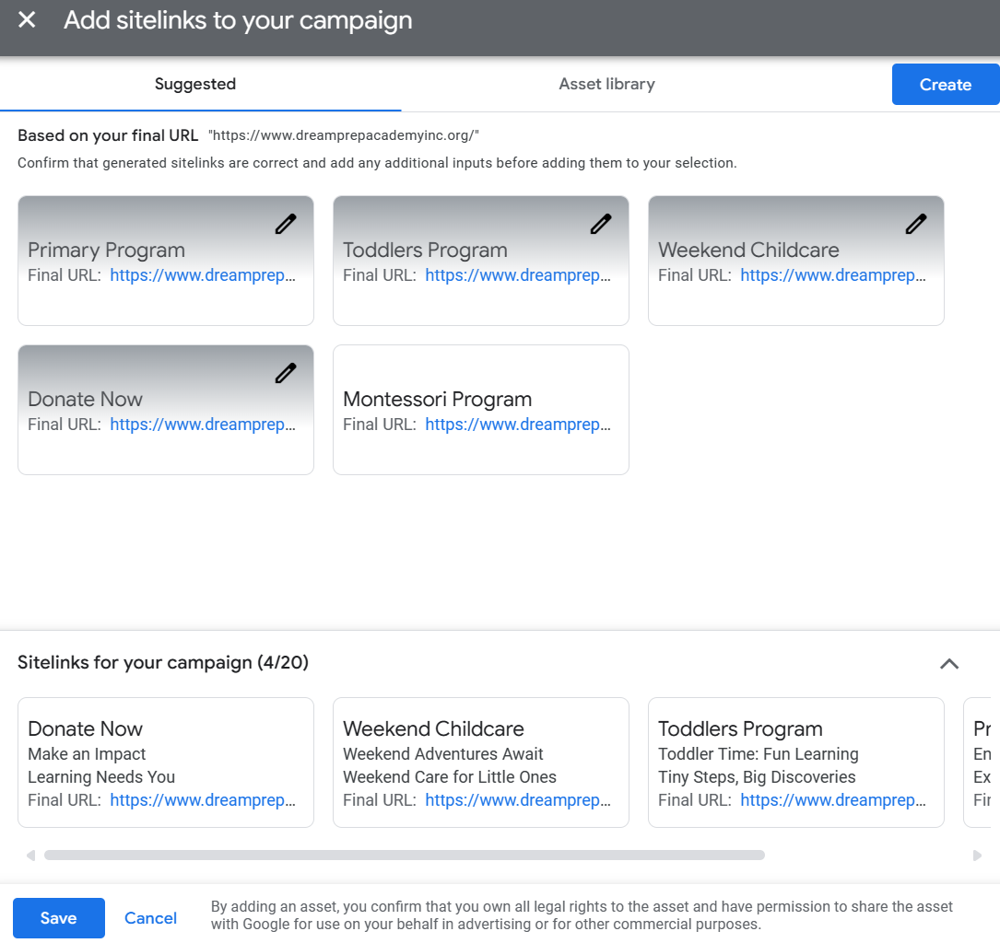 Add sitelinks to your campaign
Suggested
Asset library
Create
Based on your final URL "https://www.dreamprepacademyinc.org/"
Confirm that generated sitelinks are correct and add any additional inputs before adding them to your selection.
Primary Program
Final URL: https://www.dreamprep...
Toddlers Program
Final URL: https://www.dreamprep...
Weekend Childcare
Final URL: https://www.dreamprep...
Donate Now
Final URL: https://www.dreamprep...
Montessori Program
Final URL: https://www.dreamprep...
Sitelinks for your campaign (4/20)
Donate Now
Make an Impact
Learning Needs You
Final URL: https://www.dreamprep...
Weekend Childcare
Weekend Adventures Await
Weekend Care for Little Ones
Final URL: https://www.dreamprep...
Toddlers Program
Toddler Time: Fun Learning
Tiny Steps, Big Discoveries
Final URL: https://www.dreamprep...
Pr
En
Ex
Fir
Save
Cancel
By adding an asset, you confirm that you own all legal rights to the asset and have permission to share the asset
with Google for use on your behalf in advertising or for other commercial purposes.